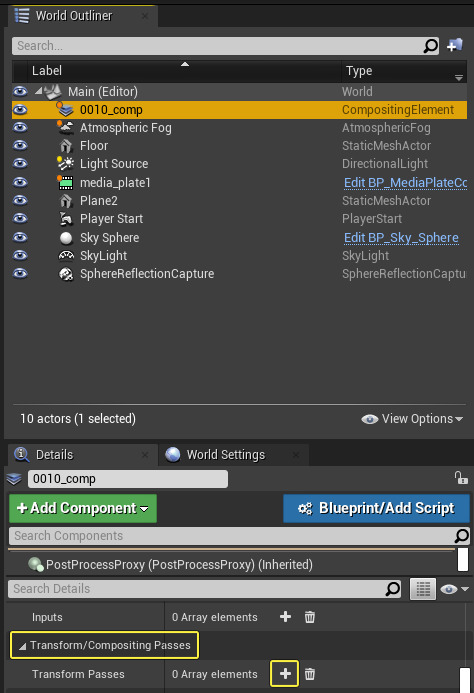 World Outliner
Search...
Label Type
Main (Editor) World
0010_comp CompositingElement
Atmospheric Fog AtmosphericFog
Floor StaticMeshActor
Light Source DirectionalLight
media_plate1 Edit BP_MediaPlateCo
Plane2 StaticMeshActor
Player Start PlayerStart
Sky Sphere Edit BP_Sky_Sphere
SkyLight SkyLight
SphereReflectionCapture SphereReflectionCaptu
10 actors (1 selected) View Options
Details World Settings
0010_comp
+Add Component Blueprint/Add Script
Search Components
PostProcessProxy (PostProcessProxy) (Inherited)
Search Details
Inputs 0 Array elements
Transform/Compositing Passes
Transform Passes 0 Array elements